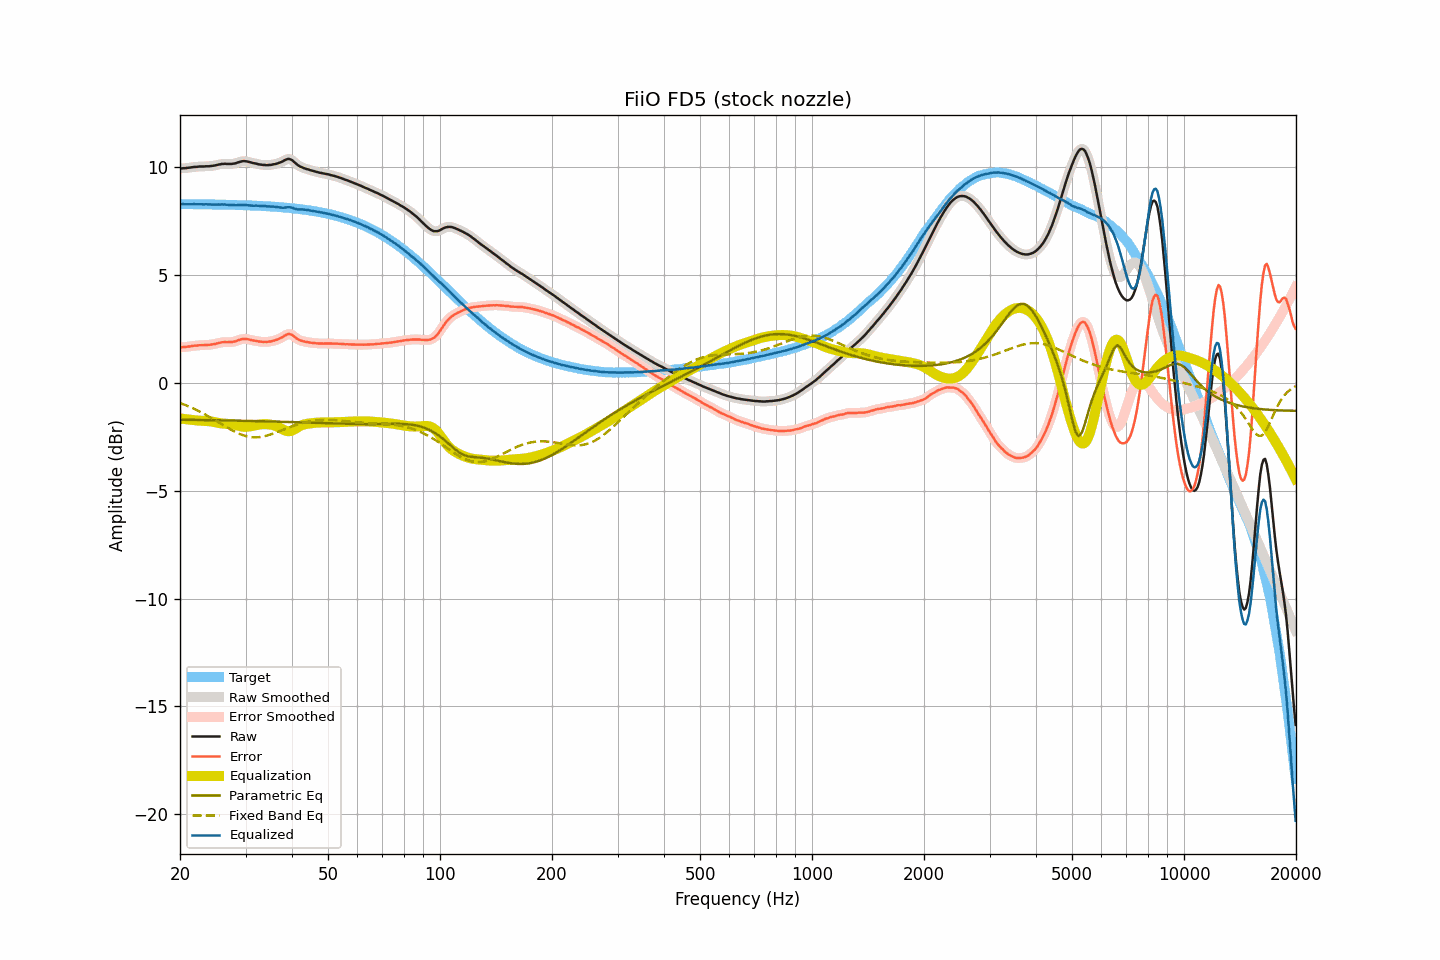 FiiO FD5 (stock nozzle)
Amplitude (dBr)
10
5
0
−5
−10
−15
−20
Target
Raw Smoothed
Error Smoothed
Raw
Error
Equalization
Parametric Eq
Fixed Band Eq
Equalized
20 50 100 200 500 1000 2000 5000 10000 20000
Frequency (Hz)